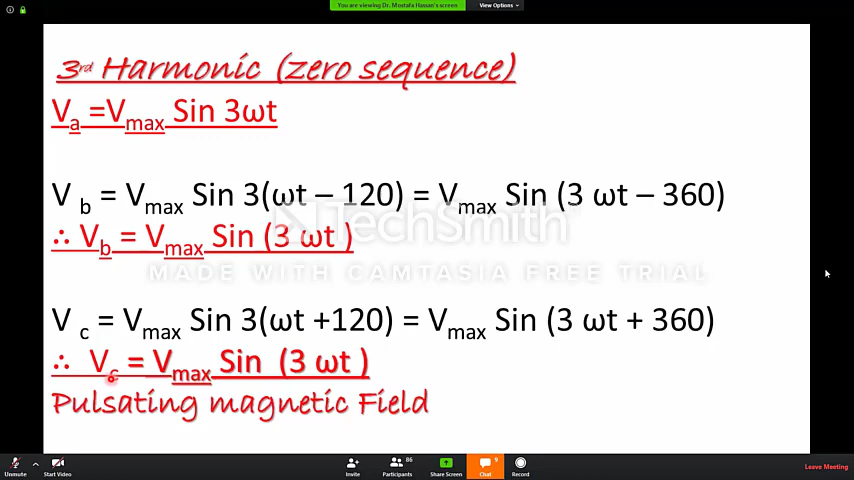 You are viewing Dr. Mostafa Hassan's screen
View Options
3rd Harmonic (zero sequence)
Va =Vmax Sin 3ωt
V b = Vmax Sin 3(ωt – 120) = Vmax Sin (3 ωt – 360)
∴ Vb = Vmax Sin (3 ωt )
TechSmith
MADE WITH CAMTASIA FREE TRIAL
V c = Vmax Sin 3(ωt +120) = Vmax Sin (3 ωt + 360)
∴ Vc = Vmax Sin (3 ωt )
Pulsating magnetic Field
86
9
Unmute
Start Video
Invite
Participants
Share Screen
Chat
Record
Leave Meeting